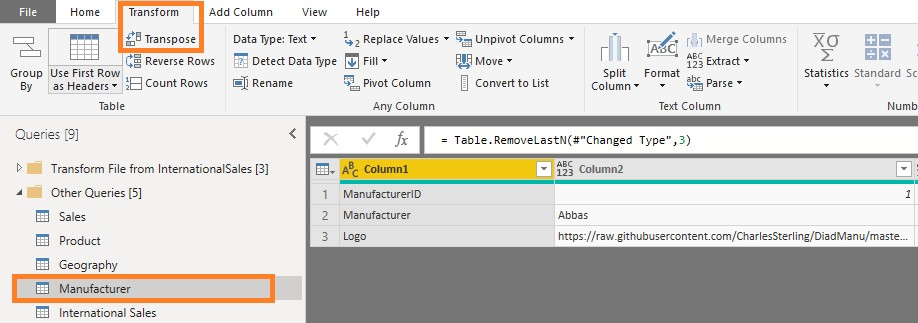 File Home Transform Add Column View Help
Transpose Data Type: Text Replace Values Unpivot Columns Merge Columns
Reverse Rows Detect Data Type Fill Move Extract
Group By Use First Row as Headers Count Rows Rename Pivot Column Convert to List Split Column Format Parse Statistics Standard
Table Any Column Text Column
Queries [9] fx = Table.RemoveLastN(#"Changed Type",3)
Transform File from InternationalSales [3] ABC Column1 ABC 123 Column2
Other Queries [5] 1 ManufacturerID 1
Sales 2 Manufacturer Abbas
Product 3 Logo https://raw.githubusercontent.com/CharlesSterling/DiadManu/maste...
Geography
Manufacturer
International Sales